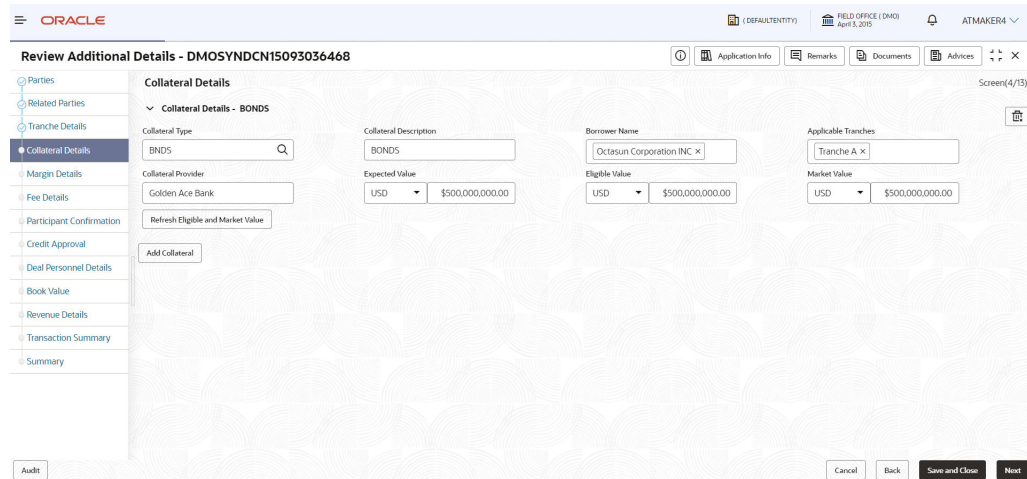 ORACLE
( DEFAULTENTITY)
FIELD OFFICE ( DMO)
April 3, 2015
ATMAKER4
Review Additional Details - DMOSYNDCN15093036468
Application Info
Remarks
Documents
Advices
Parties
Related Parties
Tranche Details
Collateral Details
Margin Details
Fee Details
Participant Confirmation
Credit Approval
Deal Personnel Details
Book Value
Revenue Details
Transaction Summary
Summary
Collateral Details
Screen(4/13)
Collateral Details - BONDS
Collateral Type
Collateral Description
Borrower Name
Applicable Tranches
BNDS
BONDS
Octasun Corporation INC ×
Tranche A ×
Collateral Provider
Expected Value
Eligible Value
Market Value
Golden Ace Bank
USD $500,000,000.00
USD $500,000,000.00
USD $500,000,000.00
Refresh Eligible and Market Value
Add Collateral
Audit
Cancel
Back
Save and Close
Next